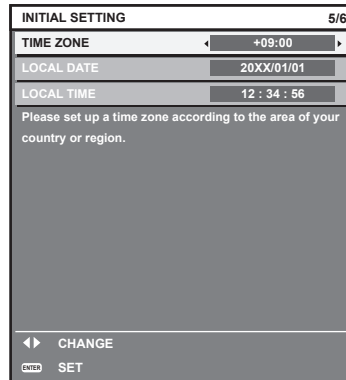 INITIAL SETTING 5/6
TIME ZONE +09:00
LOCAL DATE 20XX/01/01
LOCAL TIME 12 : 34 : 56
Please set up a time zone according to the area of your
country or region.
CHANGE
ENTER SET